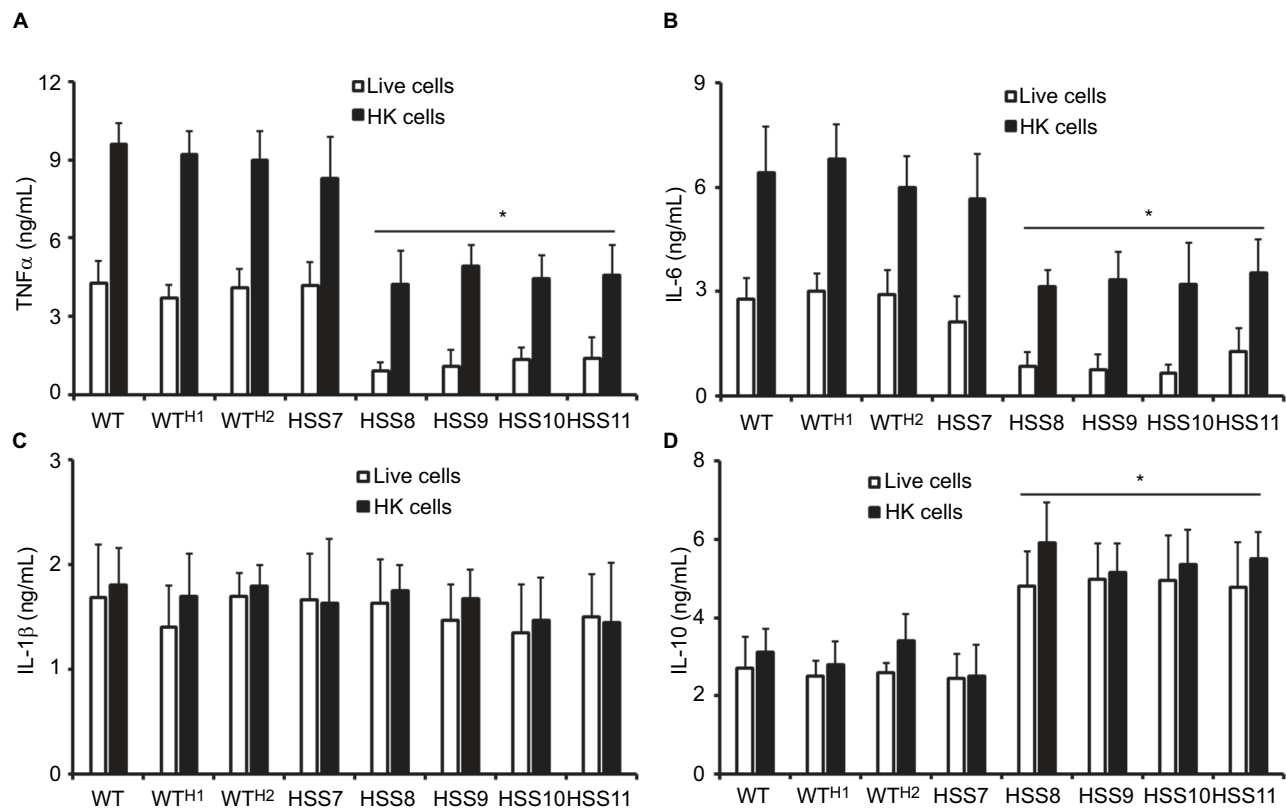 A
TNFα (ng/mL)
12
9
6
3
0
Live cells
HK cells
*
WT WTH1 WTH2 HSS7 HSS8 HSS9 HSS10 HSS11
B
IL-6 (ng/mL)
9
6
3
0
Live cells
HK cells
*
WT WTH1 WTH2 HSS7 HSS8 HSS9 HSS10 HSS11
C
IL-1β (ng/mL)
3
2
1
0
Live cells
HK cells
WT WTH1 WTH2 HSS7 HSS8 HSS9 HSS10 HSS11
D
IL-10 (ng/mL)
8
6
4
2
0
Live cells
HK cells
*
WT WTH1 WTH2 HSS7 HSS8 HSS9 HSS10 HSS11